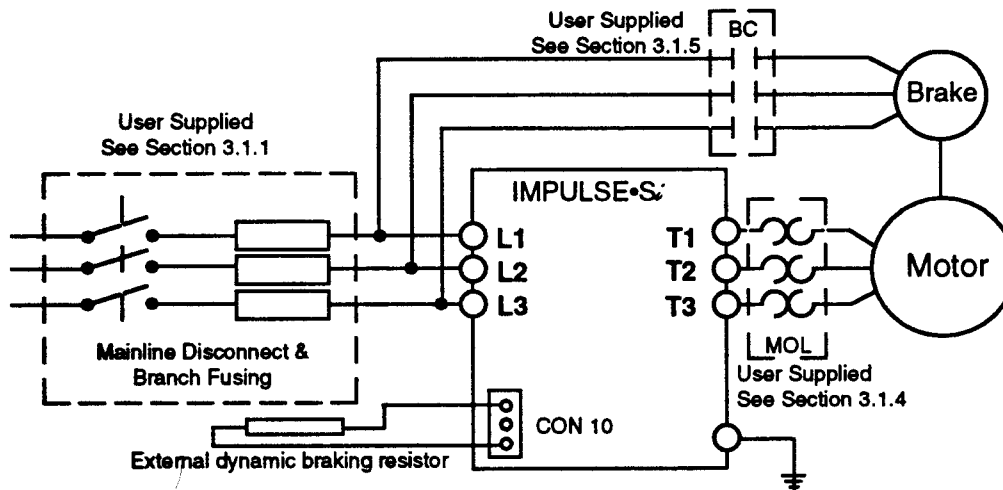 User Supplied
See Section 3.1.5
BC
Brake
User Supplied
See Section 3.1.1
IMPULSE•Si
L1
L2
L3
T1
T2
T3
Motor
Mainline Disconnect &
Branch Fusing
MOL
User Supplied
See Section 3.1.4
CON 10
External dynamic braking resistor